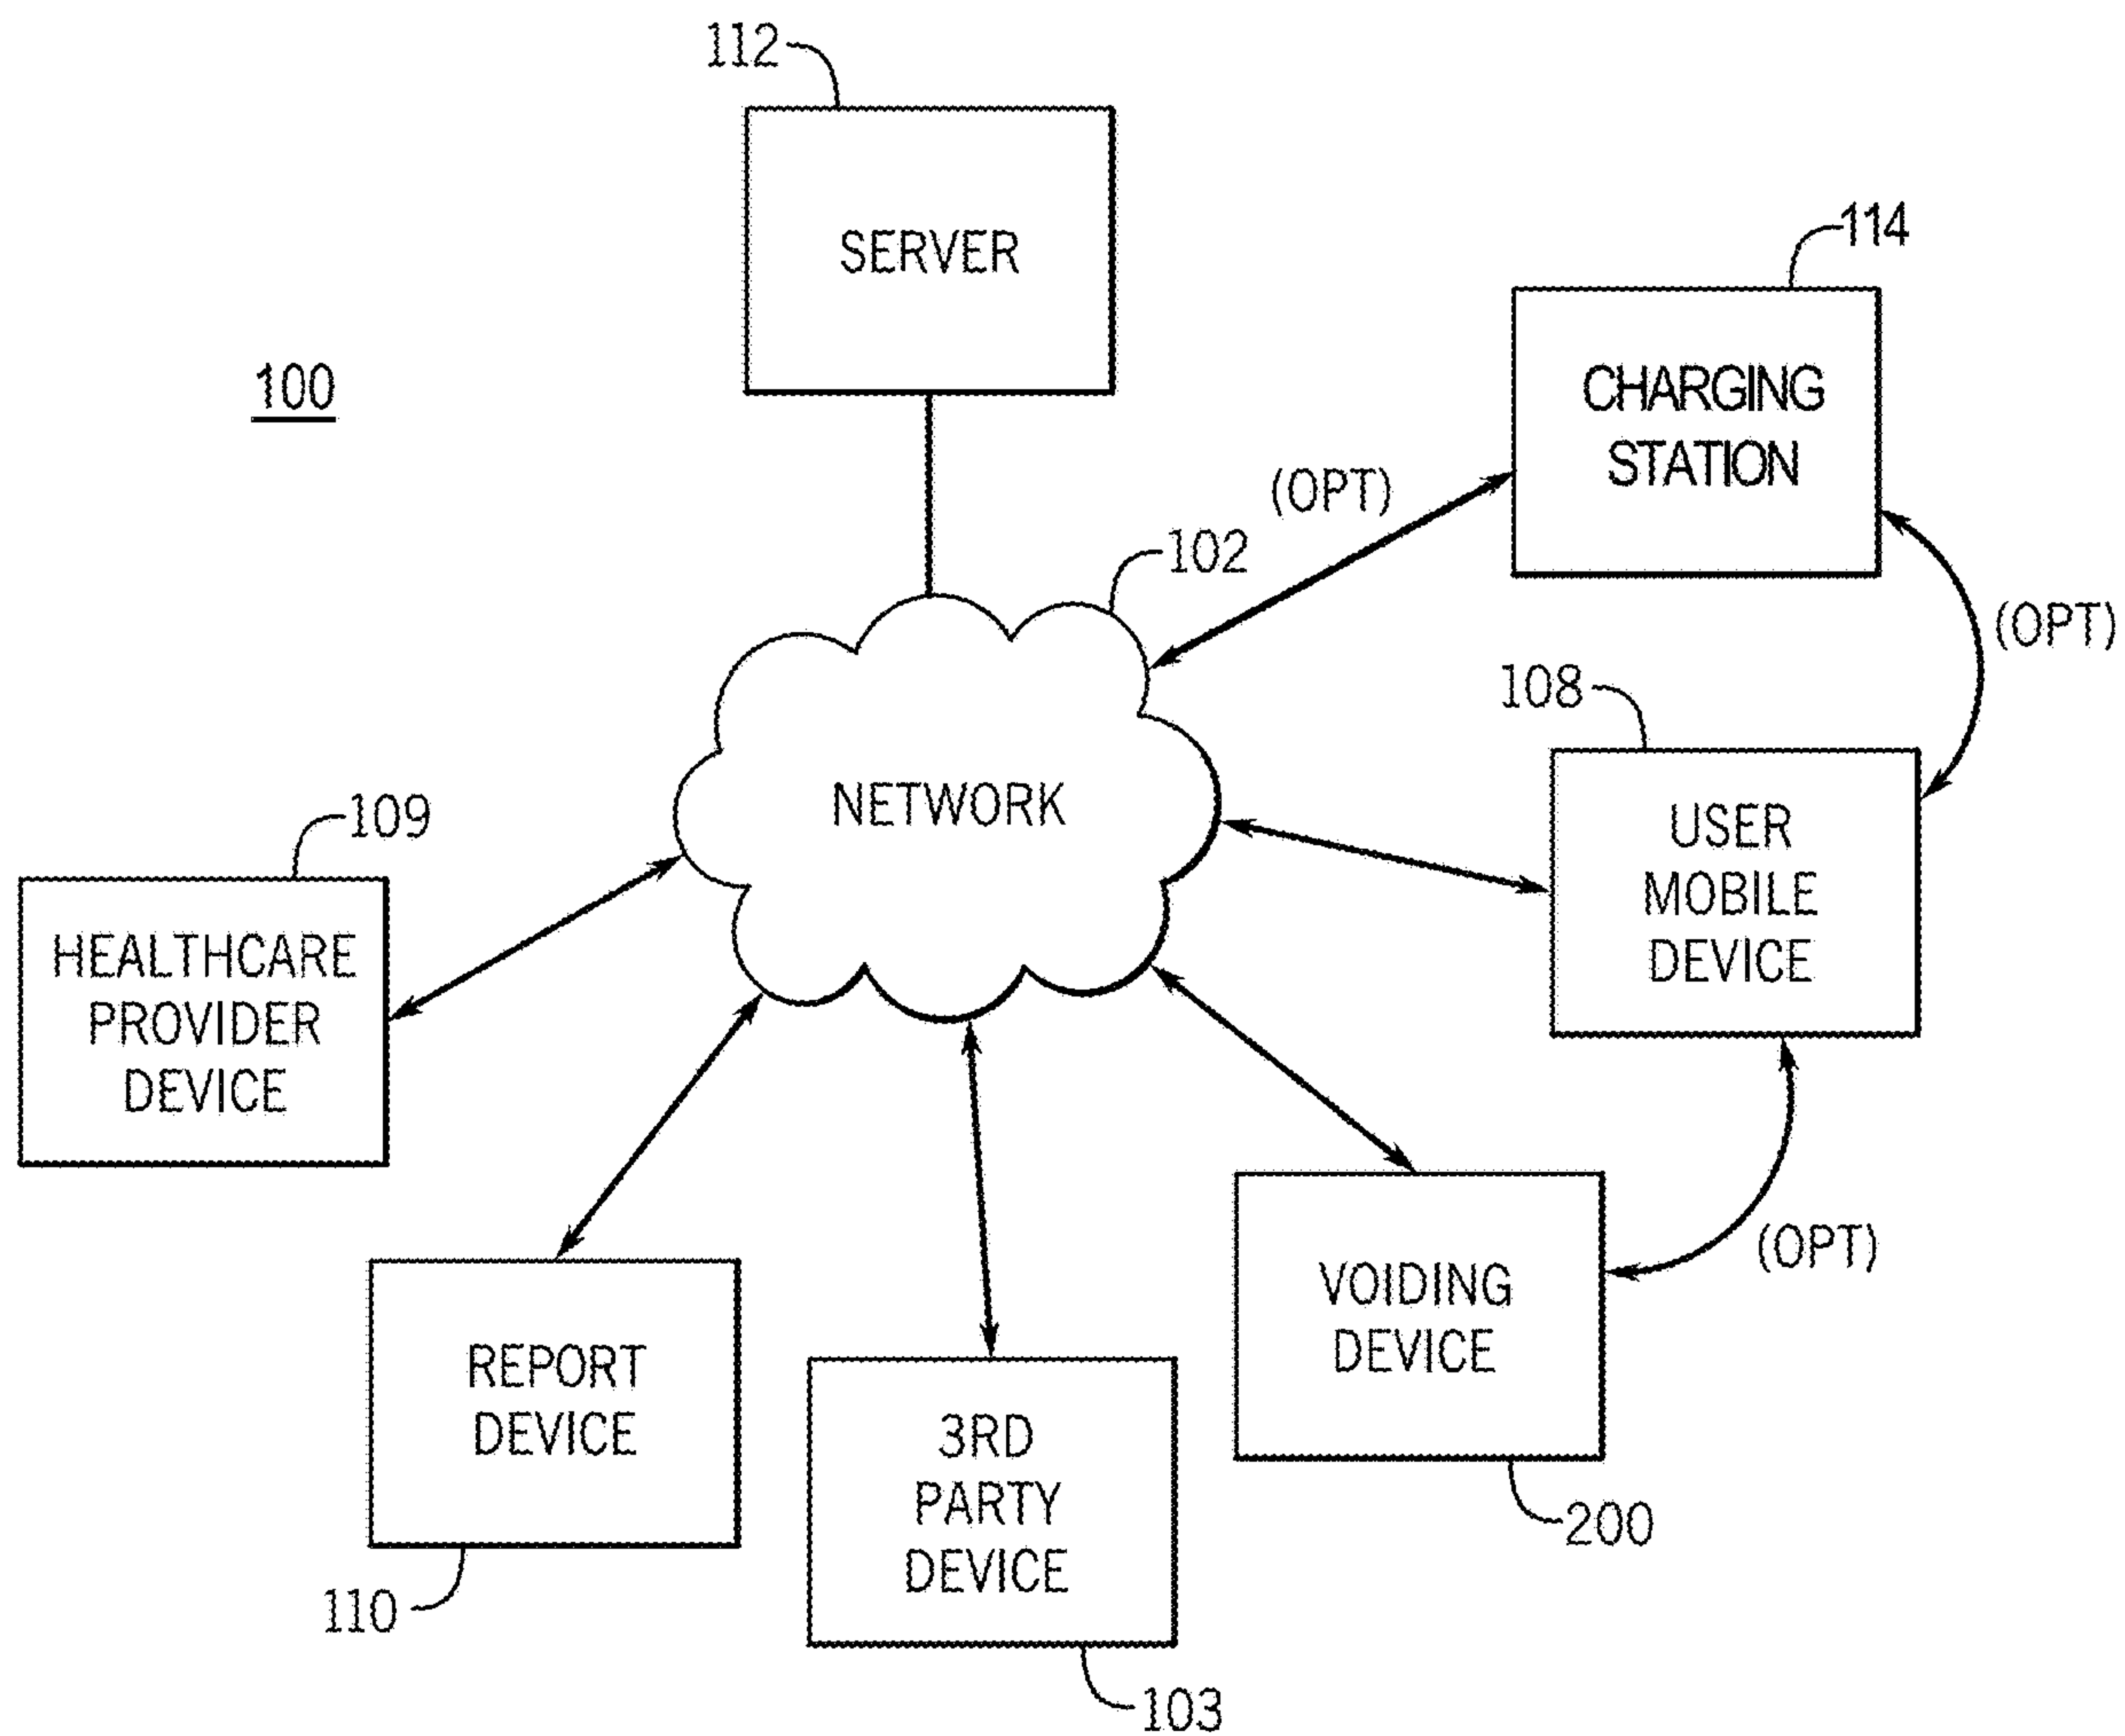 112
SERVER
114
100
CHARGING
STATION
(OPT)
102
(OPT)
108
NETWORK
109
USER
MOBILE
DEVICE
HEALTHCARE
PROVIDER
DEVICE
(OPT)
VOIDING
DEVICE
REPORT
DEVICE
3RD
PARTY
DEVICE
200
110
103